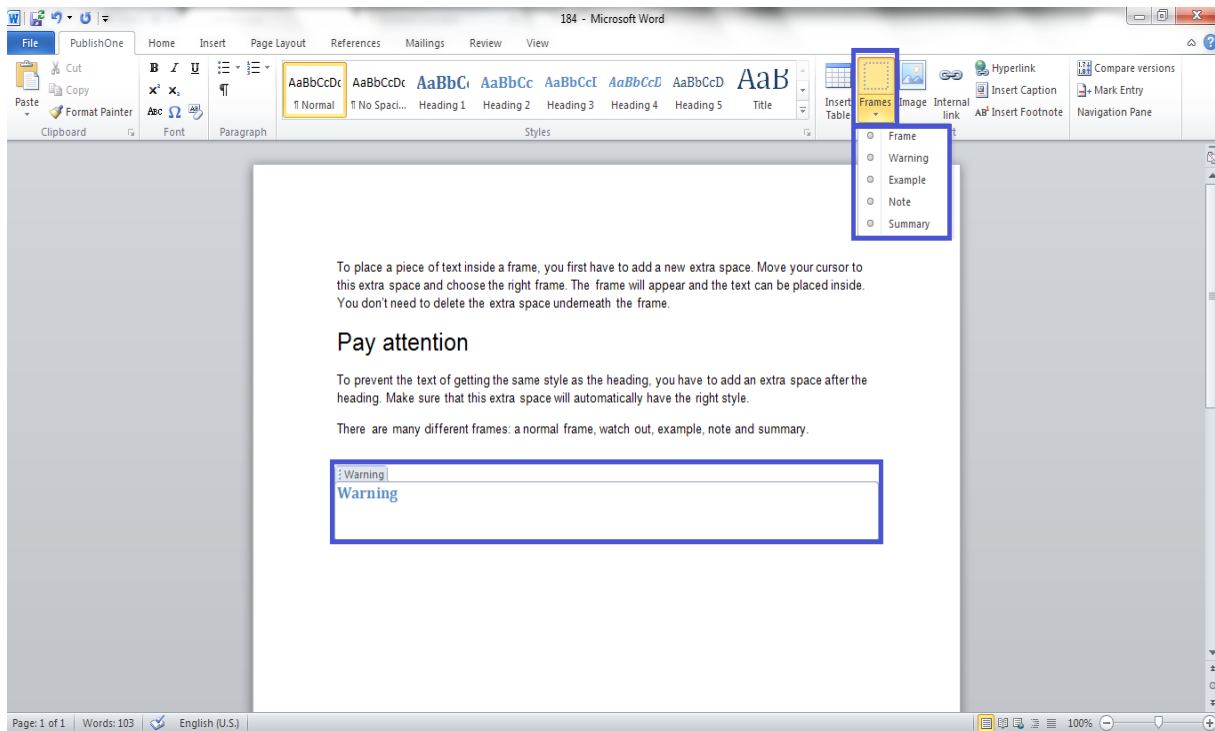 184 - Microsoft Word
File PublishOne Home Insert Page Layout References Mailings Review View
Paste
Cut
Copy
Format Painter
Clipboard
B I U
x² x₂
ABC Ω
Font
¶
Paragraph
AaBbCcDc AaBbCcDc AaBbC AaBbCc AaBbCcI AaBbCcD AaBbCcD AaB
¶ Normal ¶ No Spaci... Heading 1 Heading 2 Heading 3 Heading 4 Heading 5 Title
Styles
Insert Table
Frames
Image
Internal link
Hyperlink
Insert Caption
AB¹ Insert Footnote
Compare versions
Mark Entry
Navigation Pane
Frame
Warning
Example
Note
Summary
To place a piece of text inside a frame, you first have to add a new extra space. Move your cursor to
this extra space and choose the right frame. The frame will appear and the text can be placed inside.
You don't need to delete the extra space underneath the frame.
Pay attention
To prevent the text of getting the same style as the heading, you have to add an extra space after the
heading. Make sure that this extra space will automatically have the right style.
There are many different frames: a normal frame, watch out, example, note and summary.
Warning
Warning
Page: 1 of 1 Words: 103 English (U.S.) 100%